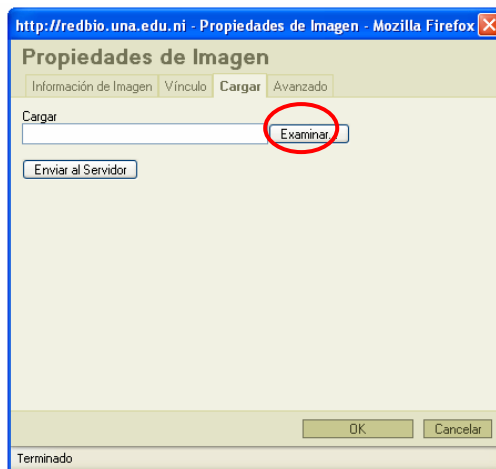 http://redbio.una.edu.ni - Propiedades de Imagen - Mozilla Firefox
Propiedades de Imagen
Información de Imagen Vínculo Cargar Avanzado
Cargar
Examinar...
Enviar al Servidor
OK Cancelar
Terminado